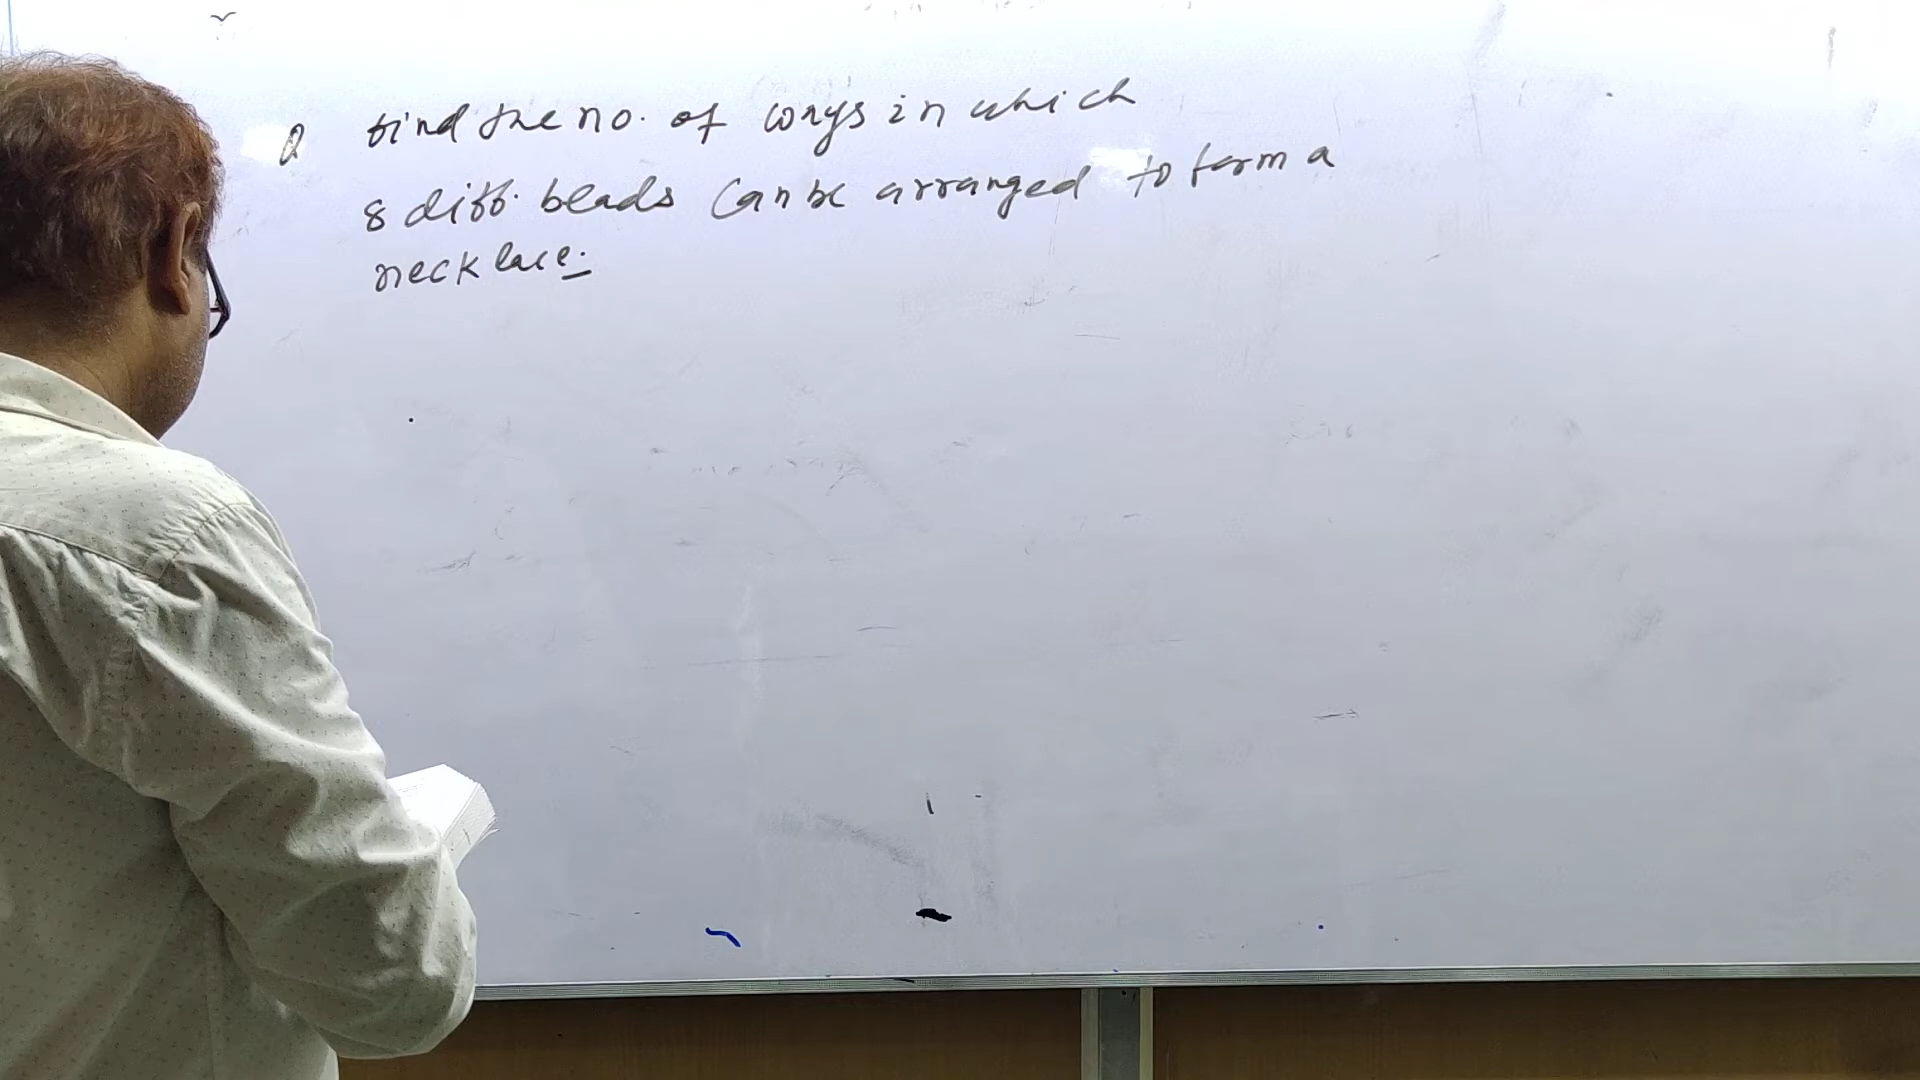 Q find the no. of ways in which
8 diff. beads can be arranged to form a
necklace.